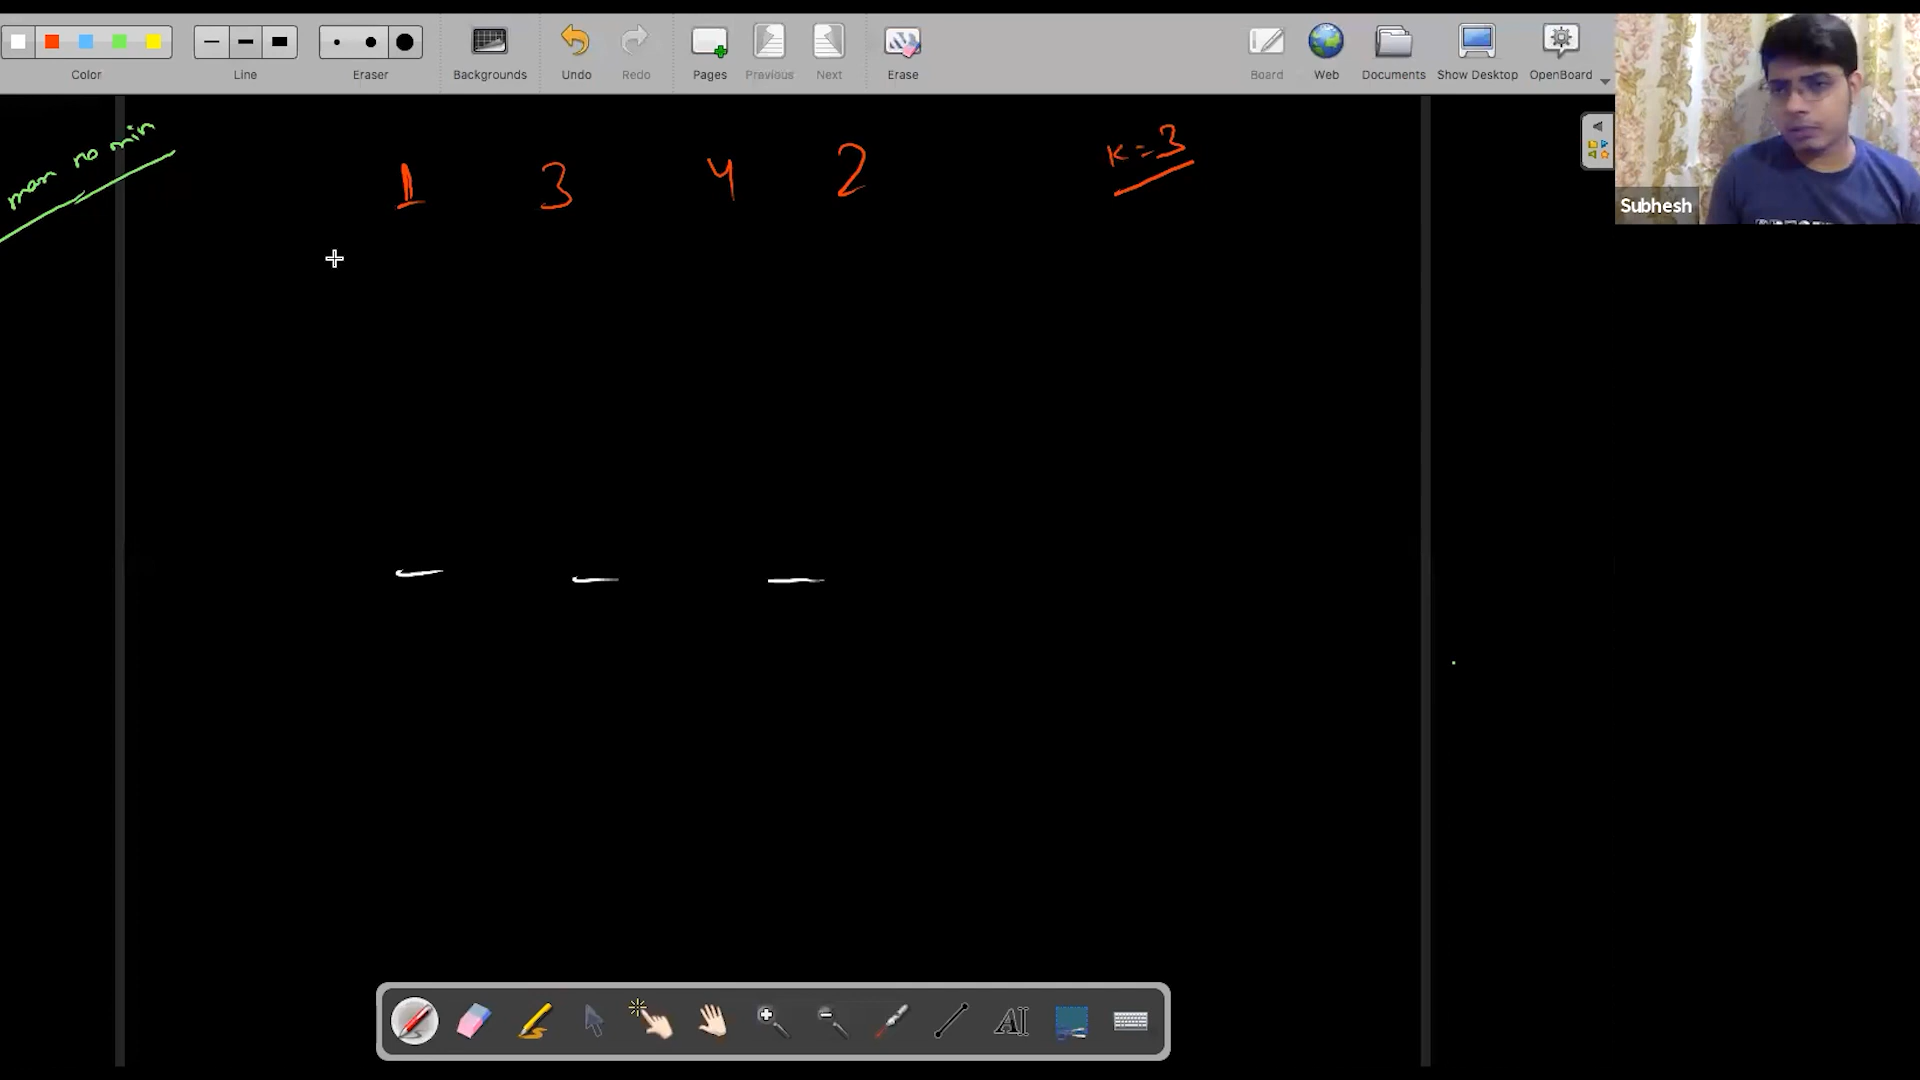 Color
Line
Eraser
Backgrounds
Undo
Redo
Pages
Previous
Next
Erase
Board
Web
Documents
Show Desktop
OpenBoard
Subhesh
no min
1 3 4 2
K=3
AI